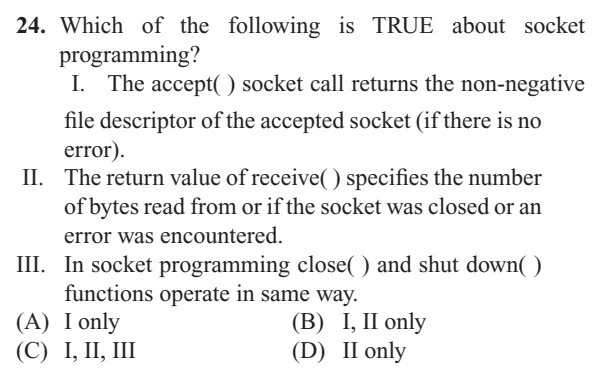 24. Which of the following is TRUE about socket
programming?
I. The accept( ) socket call returns the non-negative
file descriptor of the accepted socket (if there is no
error).
II. The return value of receive( ) specifies the number
of bytes read from or if the socket was closed or an
error was encountered.
III. In socket programming close( ) and shut down( )
functions operate in same way.
(A) I only (B) I, II only
(C) I, II, III (D) II only